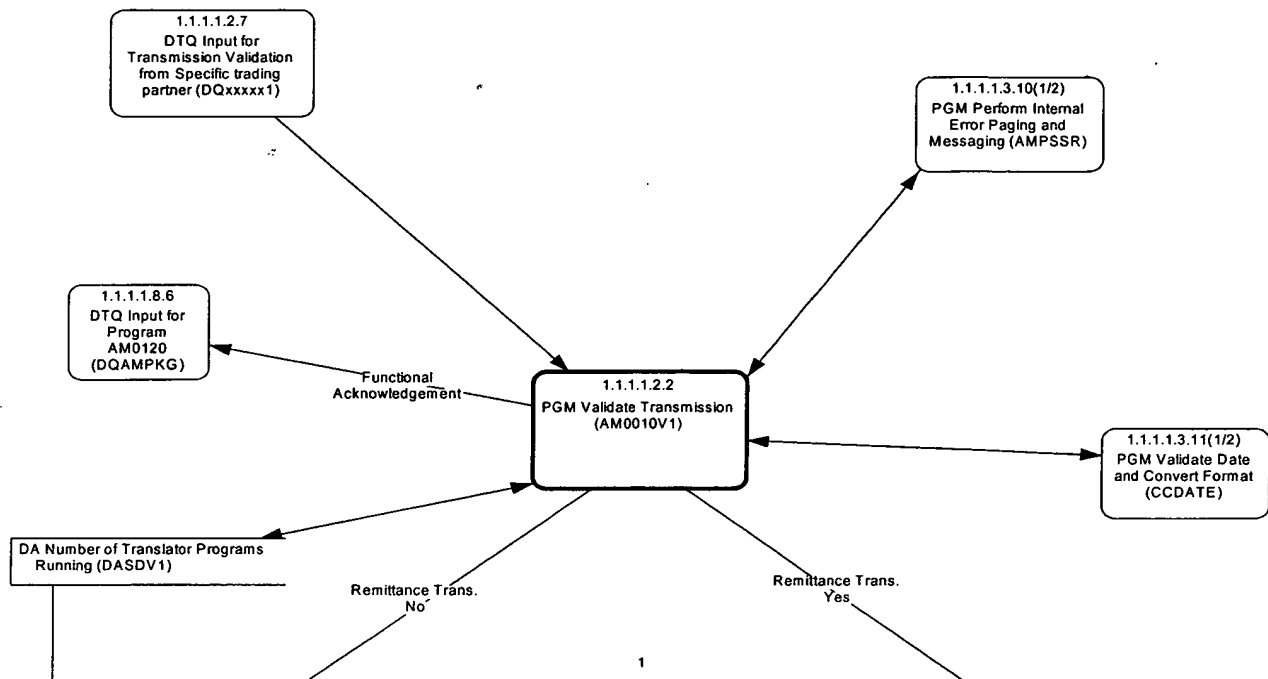 1.1.1.1.2.7
DTQ Input for
Transmission Validation
from Specific trading
partner (DQxxxxx1)
1.1.1.1.3.10(1/2)
PGM Perform Internal
Error Paging and
Messaging (AMPSSR)
1.1.1.1.8.6
DTQ Input for
Program
AM0120
(DQAMPKG)
Functional
Acknowledgement
1.1.1.1.2.2
PGM Validate Transmission
(AM0010V1)
1.1.1.1.3.11(1/2)
PGM Validate Date
and Convert Format
(CCDATE)
DA Number of Translator Programs
Running (DASDV1)
Remittance Trans.
No
Remittance Trans.
Yes
1